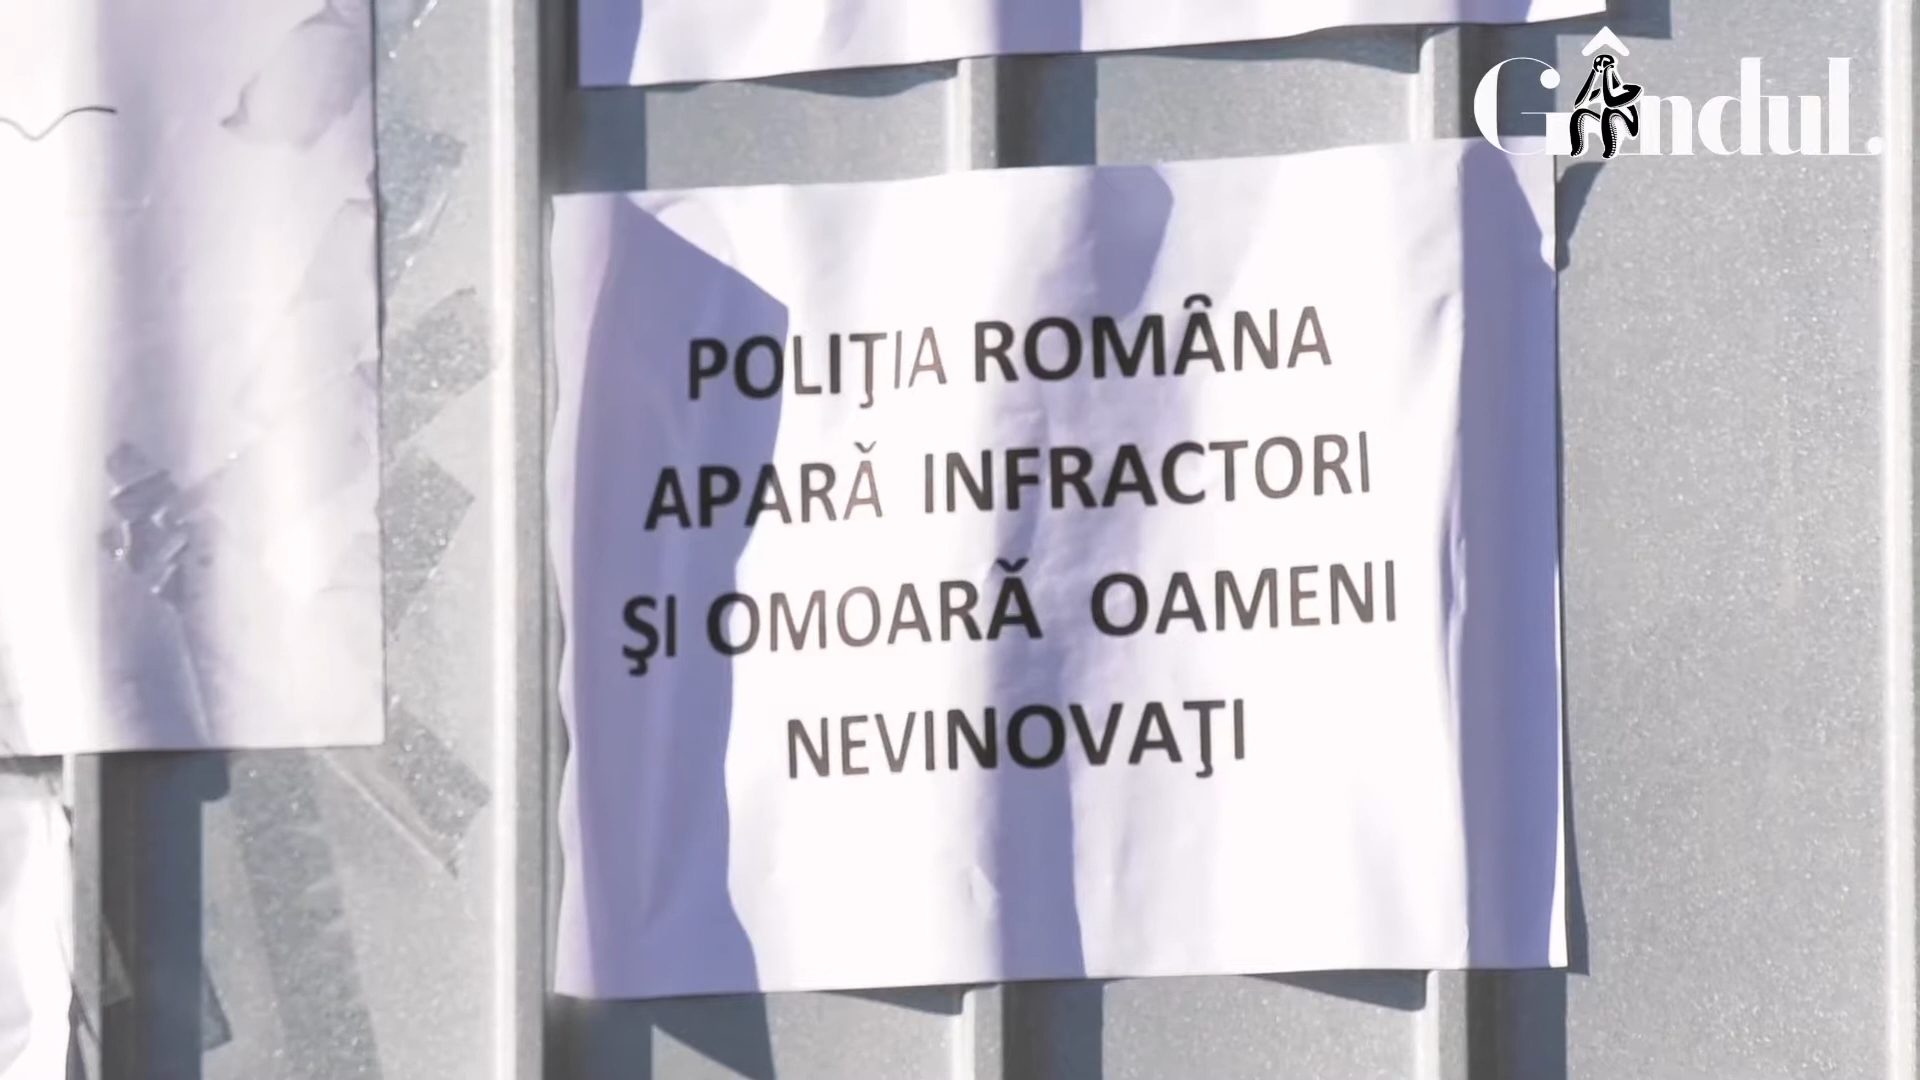 Gândul.
POLIŢIA ROMÂNA
APARĂ INFRACTORI
ŞI OMOARĂ OAMENI
NEVINOVAŢI